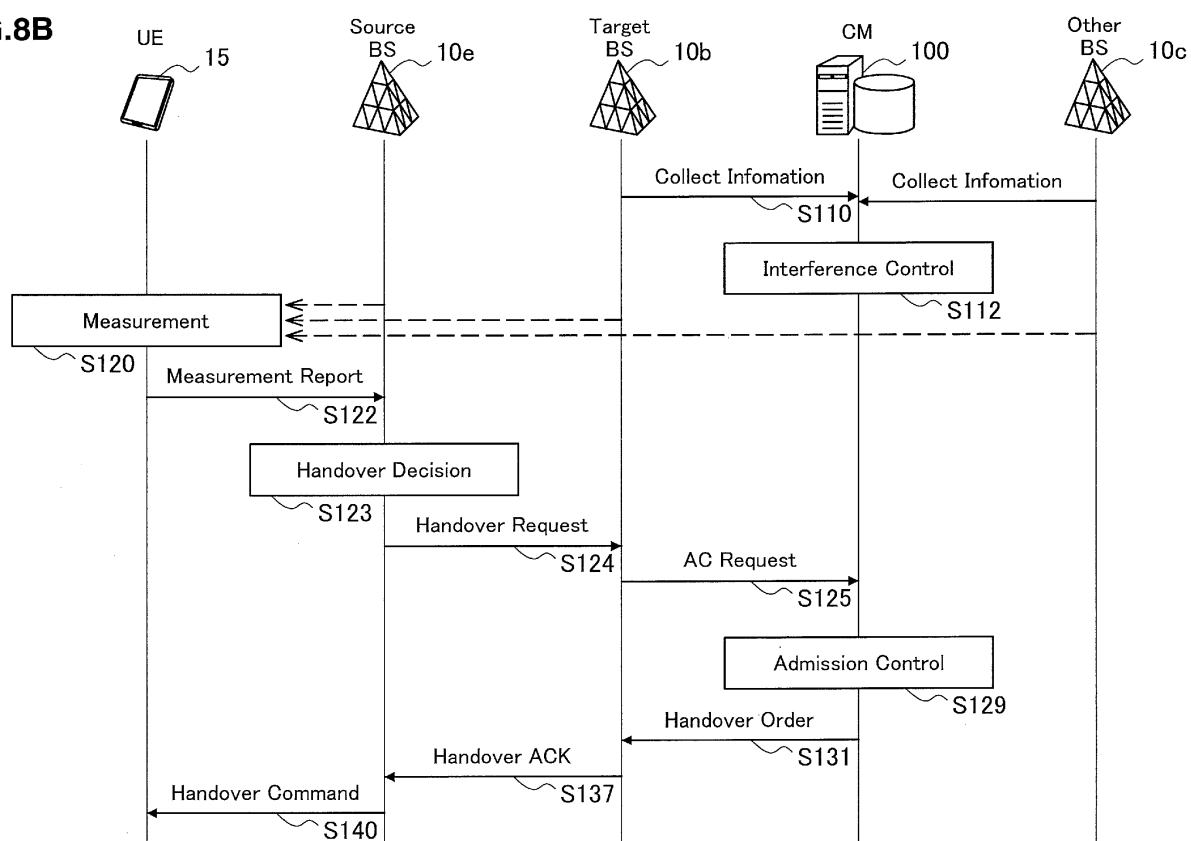 .8B
UE
15
Source
BS
10e
Target
BS
10b
CM
100
Other
BS
10c
Collect Infomation
S110
Collect Infomation
Interference Control
S112
Measurement
S120
Measurement Report
S122
Handover Decision
S123
Handover Request
S124
AC Request
S125
Admission Control
S129
Handover Order
S131
Handover ACK
S137
Handover Command
S140